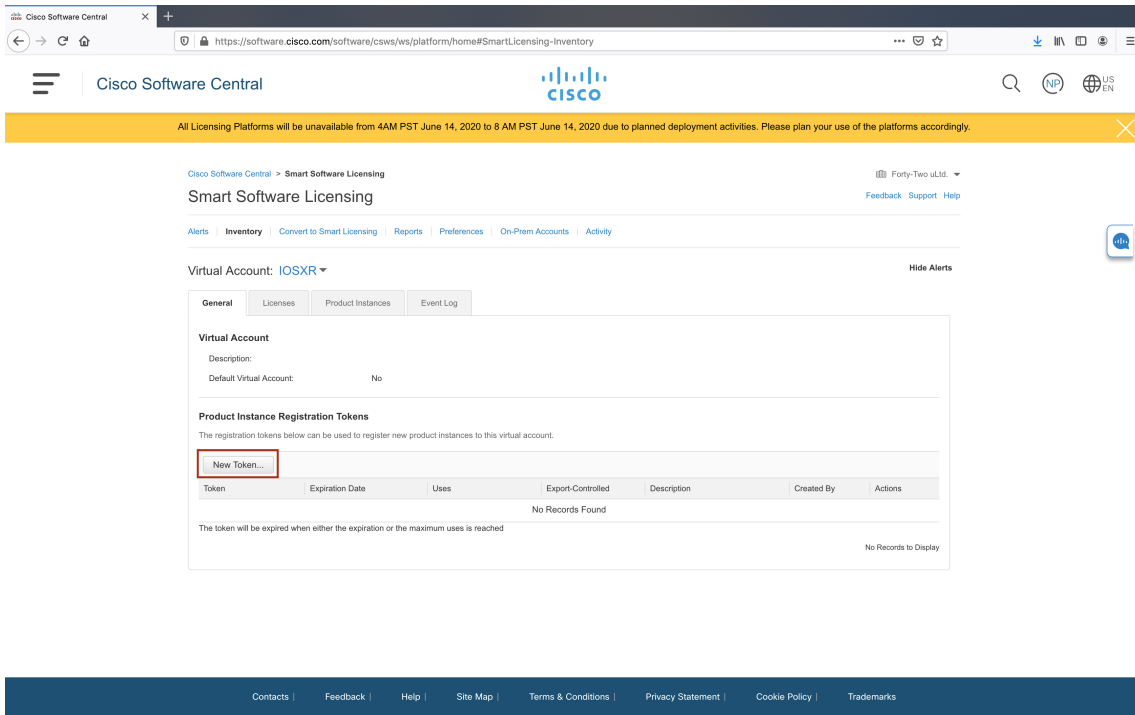 Cisco Software Central
https://software.cisco.com/software/csws/ws/platform/home#SmartLicensing-Inventory
Cisco Software Central
CISCO
NP
US
EN
All Licensing Platforms will be unavailable from 4AM PST June 14, 2020 to 8 AM PST June 14, 2020 due to planned deployment activities. Please plan your use of the platforms accordingly.
Cisco Software Central > Smart Software Licensing
Forty-Two uLtd.
Smart Software Licensing
Feedback Support Help
Alerts | Inventory | Convert to Smart Licensing | Reports | Preferences | On-Prem Accounts | Activity
Virtual Account: IOSXR
Hide Alerts
General Licenses Product Instances Event Log
Virtual Account
Description:
Default Virtual Account: No
Product Instance Registration Tokens
The registration tokens below can be used to register new product instances to this virtual account.
New Token...
Token Expiration Date Uses Export-Controlled Description Created By Actions
No Records Found
The token will be expired when either the expiration or the maximum uses is reached
No Records to Display
Contacts | Feedback | Help | Site Map | Terms & Conditions | Privacy Statement | Cookie Policy | Trademarks